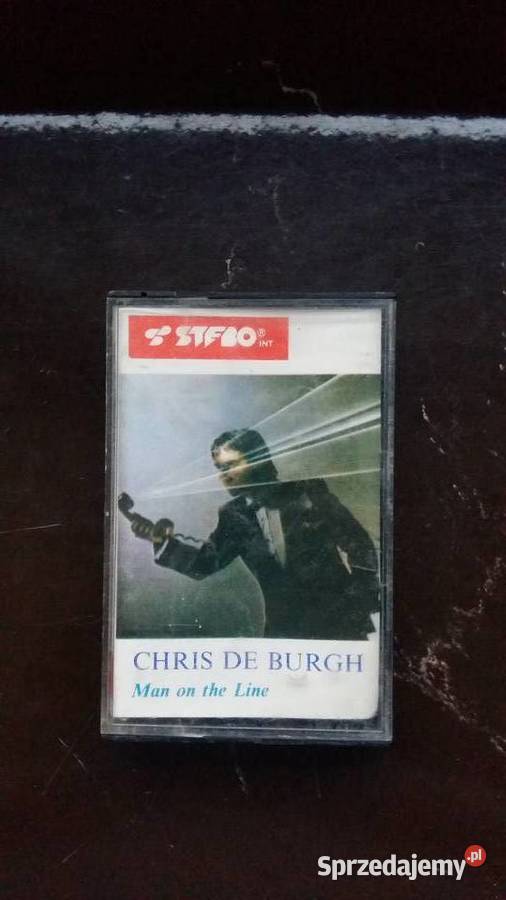 STEBO® INT
CHRIS DE BURGH
Man on the Line
Sprzedajemy.pl